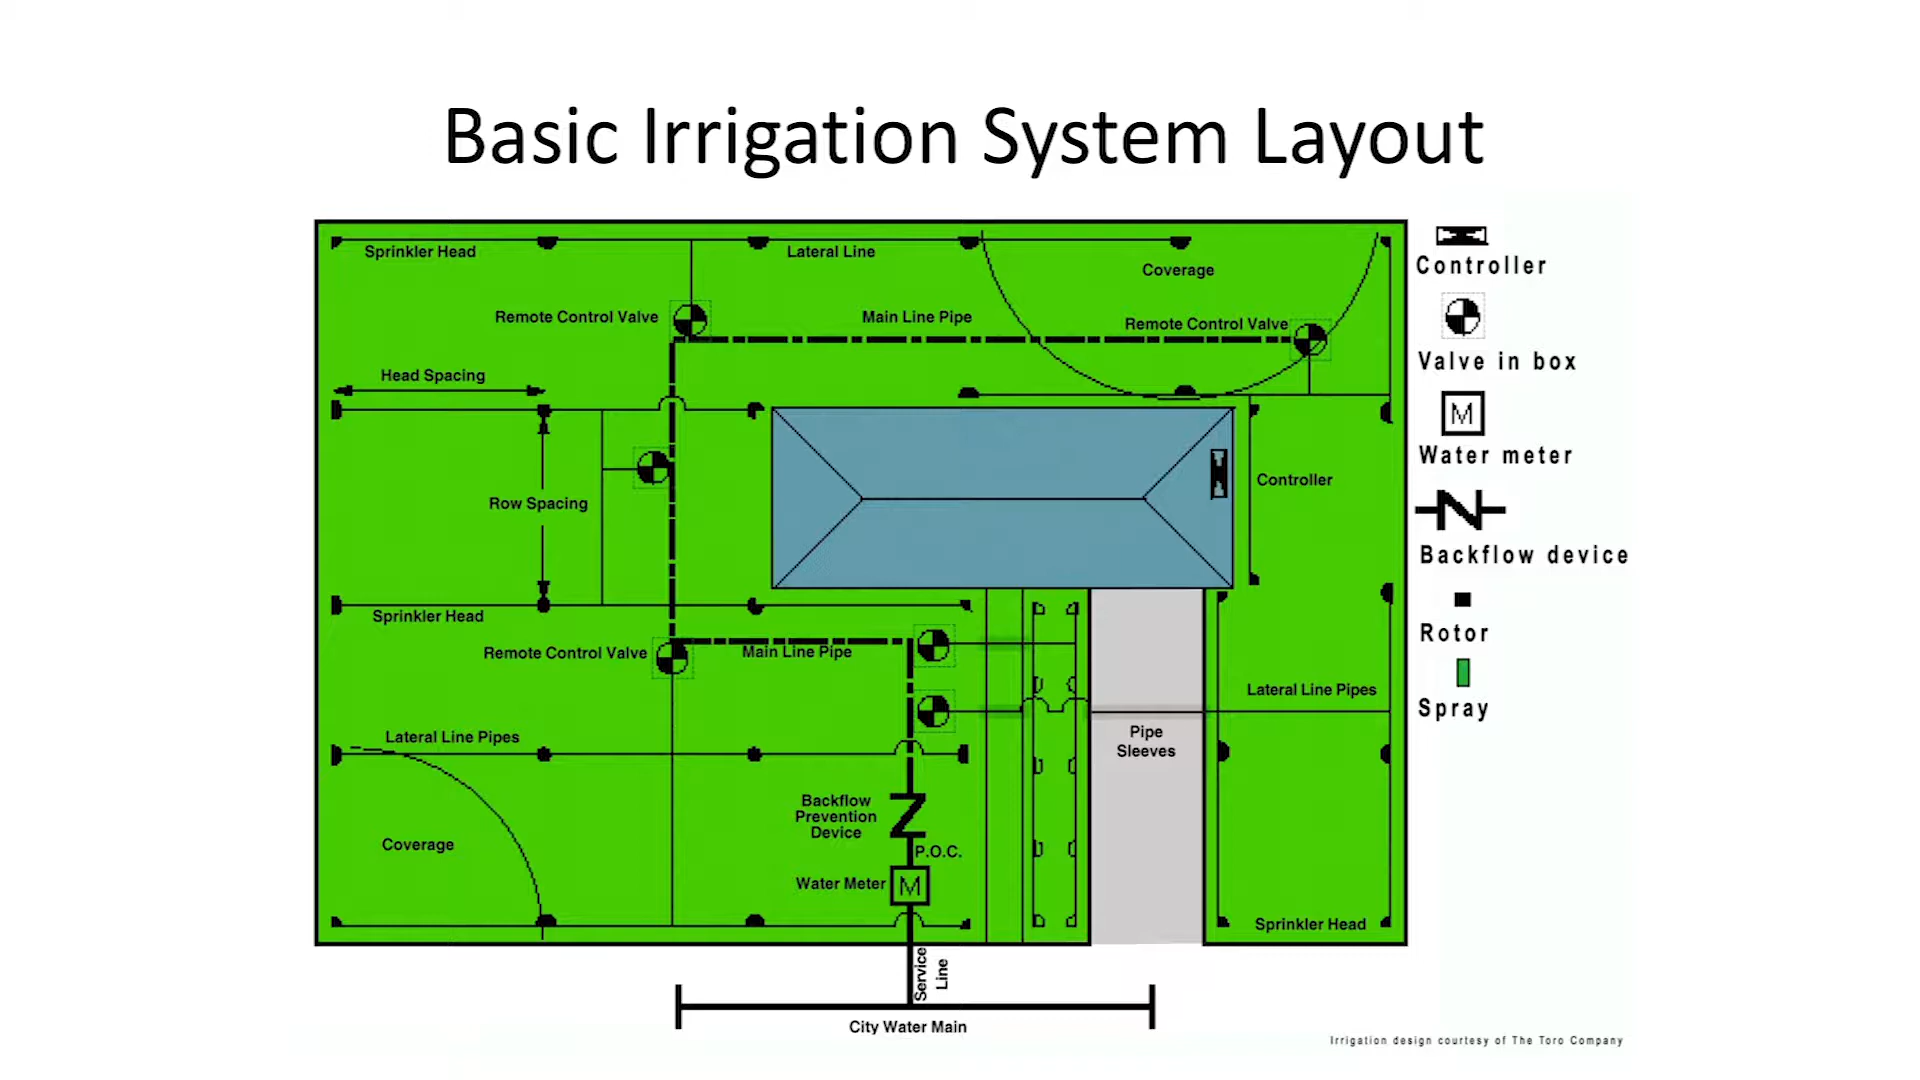 Basic Irrigation System Layout
Sprinkler Head
Lateral Line
Coverage
Remote Control Valve
Main Line Pipe
Remote Control Valve
Head Spacing
Controller
Row Spacing
Sprinkler Head
Remote Control Valve
Main Line Pipe
Lateral Line Pipes
Lateral Line Pipes
Pipe
Sleeves
Backflow
Prevention
Device
P.O.C.
Coverage
Water Meter
M
Sprinkler Head
Service
Line
City Water Main
Controller
Valve in box
M
Water meter
Backflow device
Rotor
Spray
Irrigation design courtesy of The Toro Company